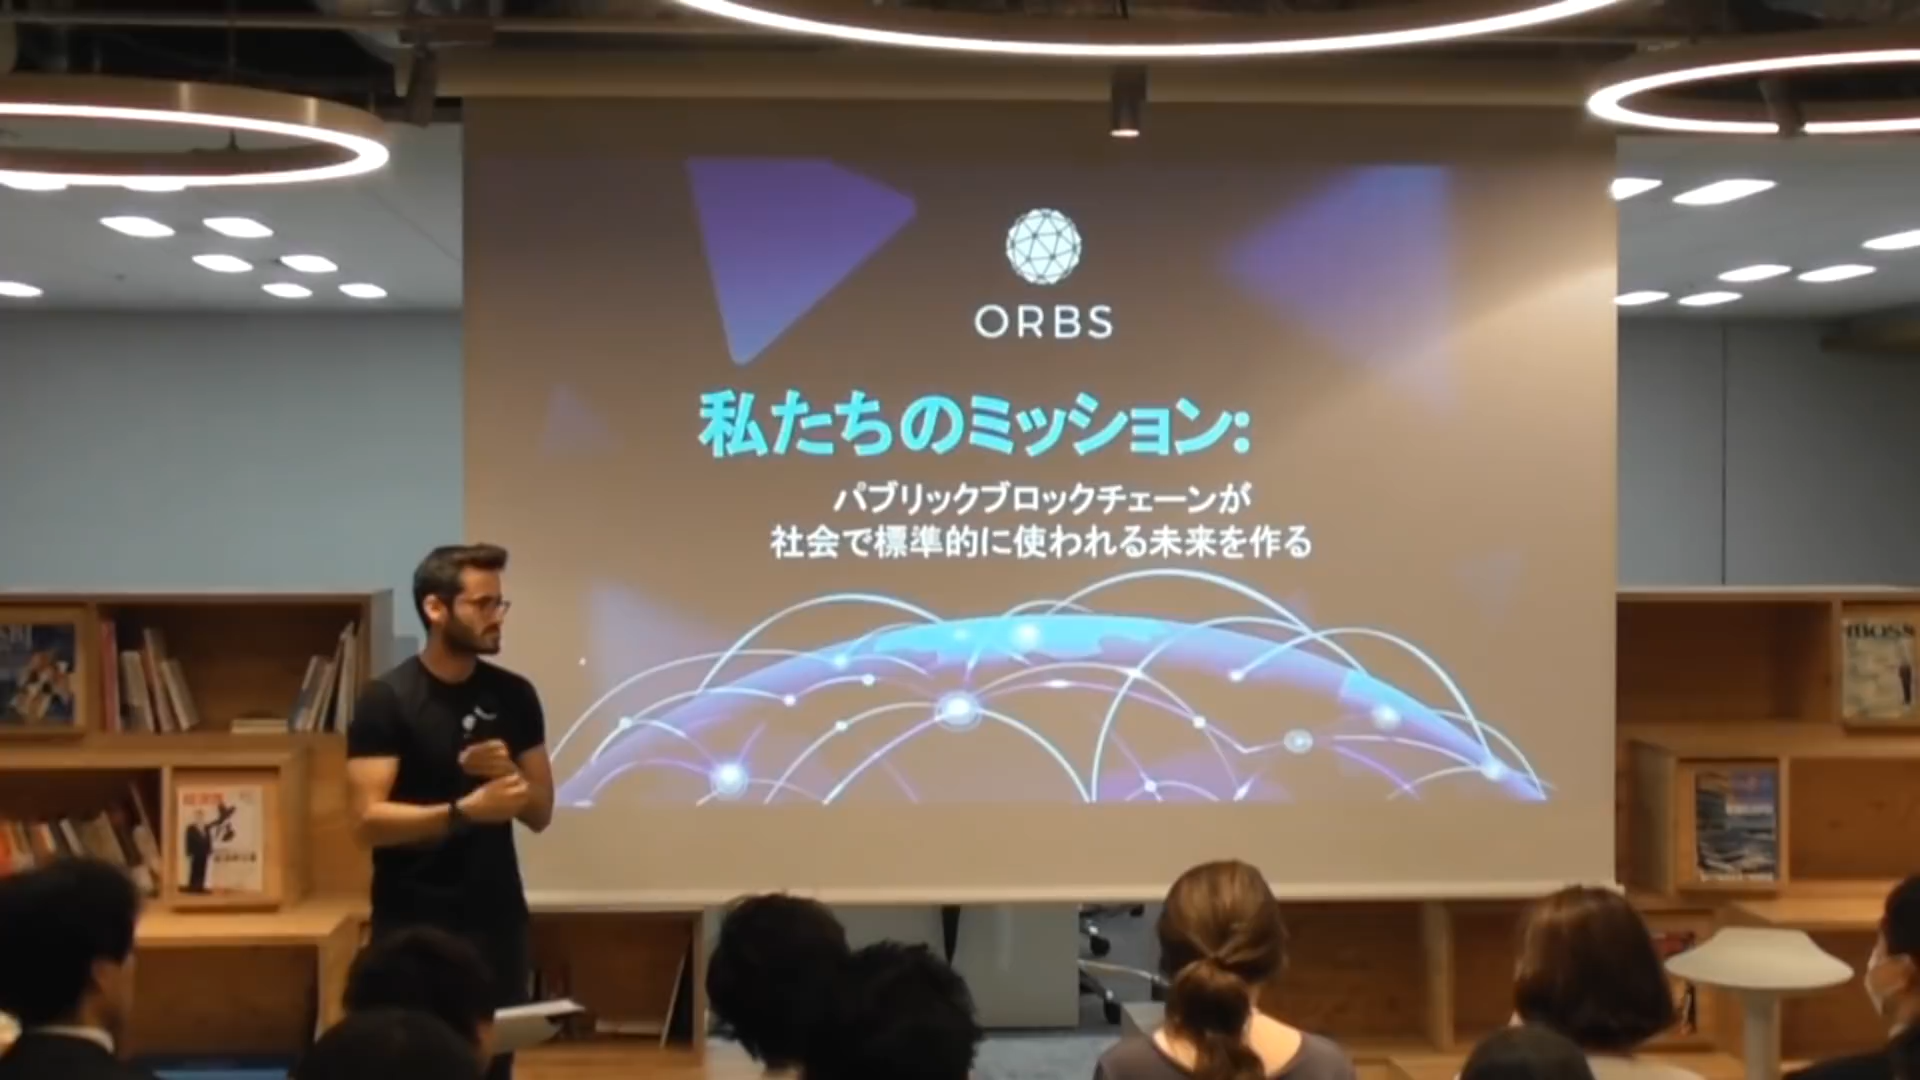 ORBS
私たちのミッション:
パブリックブロックチェーンが
社会で標準的に使われる未来を作る